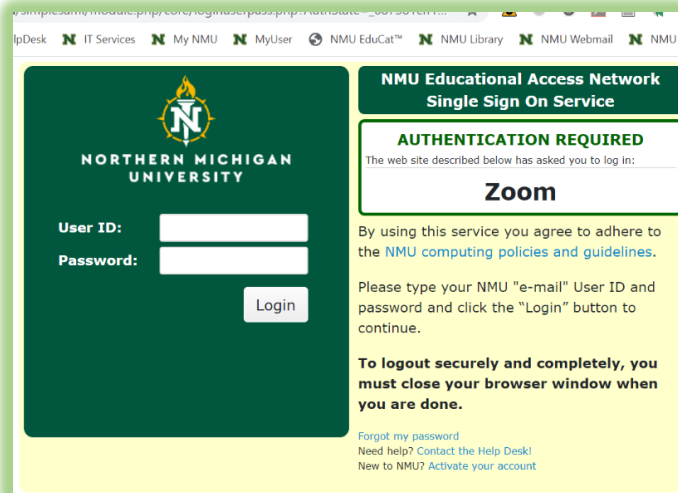 IT Services My NMU MyUser NMU EduCat™ NMU Library NMU Webmail NMU
N
NORTHERN MICHIGAN
UNIVERSITY
User ID:
Password:
Login
NMU Educational Access Network
Single Sign On Service
AUTHENTICATION REQUIRED
The web site described below has asked you to log in:
Zoom
By using this service you agree to adhere to
the NMU computing policies and guidelines.
Please type your NMU "e-mail" User ID and
password and click the “Login” button to
continue.
To logout securely and completely, you
must close your browser window when
you are done.
Forgot my password
Need help? Contact the Help Desk!
New to NMU? Activate your account